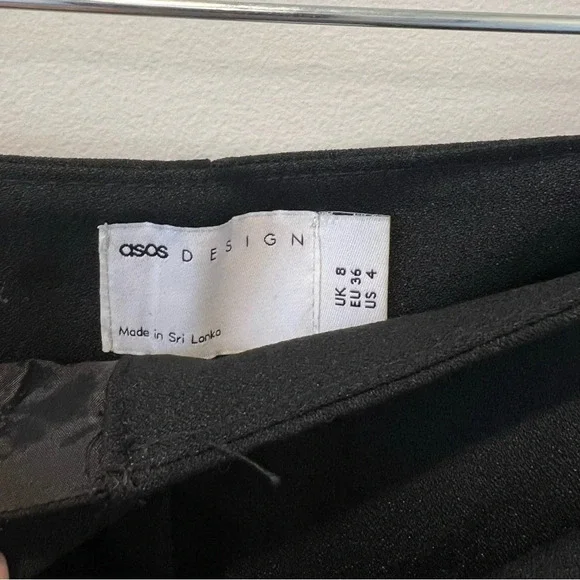 asos DESIGN
Made in Sri Lanka
UK 8
EU 36
US 4